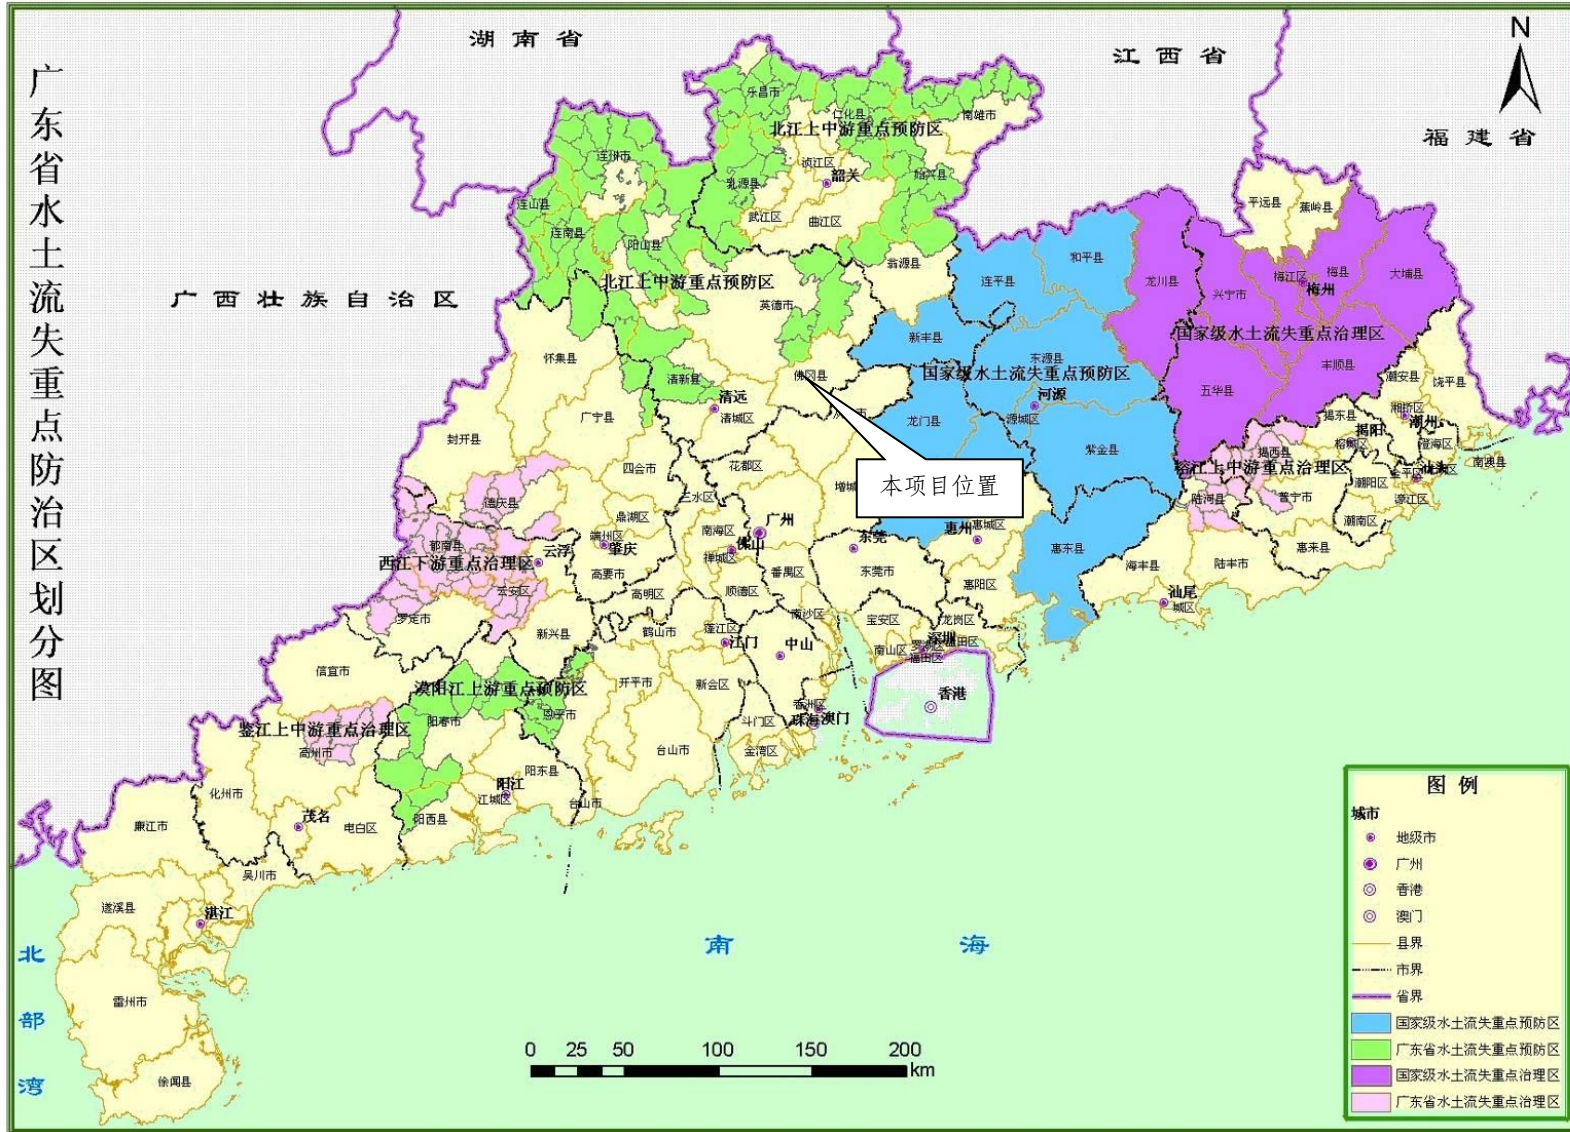 广东省水土流失重点防治区划分图
湖南省
江西省
N
福建省
广西壮族自治区
乐昌市
仁化县
南雄市
北江上中游重点预防区
连州市
浈江区
韶关
乳源县
始兴县
连山县
武江区
曲江区
连南县
阳山县
翁源县
北江上中游重点预防区
英德市
连平县
和平县
龙川县
平远县
蕉岭县
梅江区
梅县
大埔县
梅州
兴宁市
国家级水土流失重点治理区
丰顺县
五华县
新丰县
东源县
国家级水土流失重点预防区
河源
源城区
龙门县
紫金县
怀集县
清新县
佛冈县
清远
清城区
广宁县
封开县
四会市
花都区
三水区
本项目位置
潮安县
饶平县
湘桥区
潮州
揭东县
揭阳
榕城区
澄海区
揭西县
榕江上中游重点治理区
金平区
汕头
南澳县
潮阳区
濠江区
陆河县
普宁市
潮南区
惠来县
德庆县
鼎湖区
端州区
肇庆
南海区
广州
禅城区
佛山
郁南县
云浮
西江下游重点治理区
高要市
云安区
高明区
顺德区
番禺区
东莞
东莞市
惠州
惠城区
惠阳区
惠东县
海丰县
陆丰市
汕尾
城区
罗定市
新兴县
鹤山市
蓬江区
江门
中山
南沙区
宝安区
龙岗区
深圳
南山区
福田区
香港
信宜市
漠阳江上游重点预防区
开平市
新会区
恩平市
阳春市
香洲区
珠海
澳门
斗门区
金湾区
台山市
鉴江上中游重点治理区
高州市
阳东县
阳江
江城区
台山市
化州市
茂名
电白区
阳西县
廉江市
吴川市
遂溪县
湛江
雷州市
徐闻县
北部湾
南海
0 25 50 100 150 200
km
图例
城市
地级市
广州
香港
澳门
县界
市界
省界
国家级水土流失重点预防区
广东省水土流失重点预防区
国家级水土流失重点治理区
广东省水土流失重点治理区